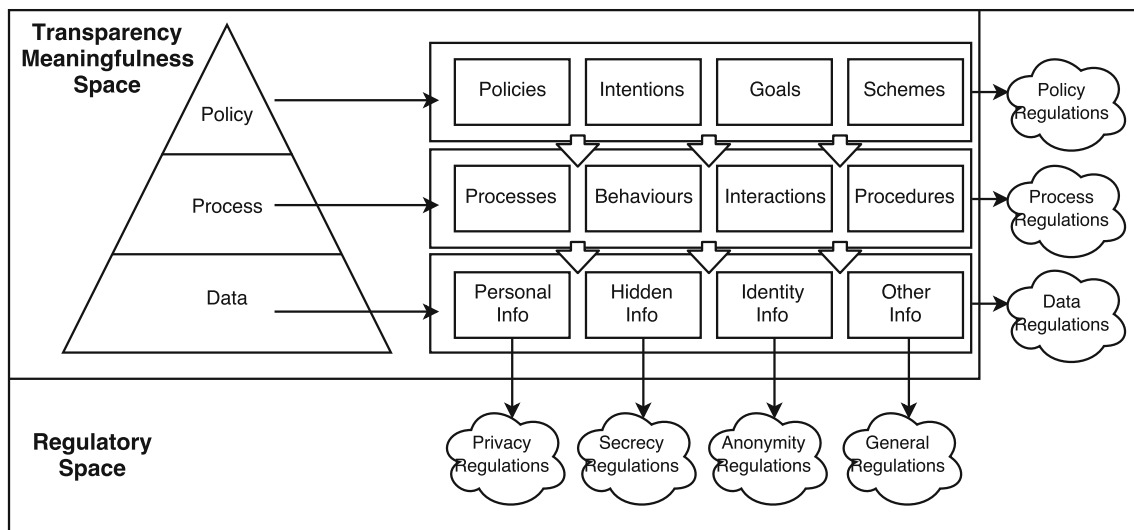 Transparency
Meaningfulness
Space
Policy
Process
Data
Policies
Intentions
Goals
Schemes
Policy
Regulations
Processes
Behaviours
Interactions
Procedures
Process
Regulations
Personal
Info
Hidden
Info
Identity
Info
Other
Info
Data
Regulations
Regulatory
Space
Privacy
Regulations
Secrecy
Regulations
Anonymity
Regulations
General
Regulations